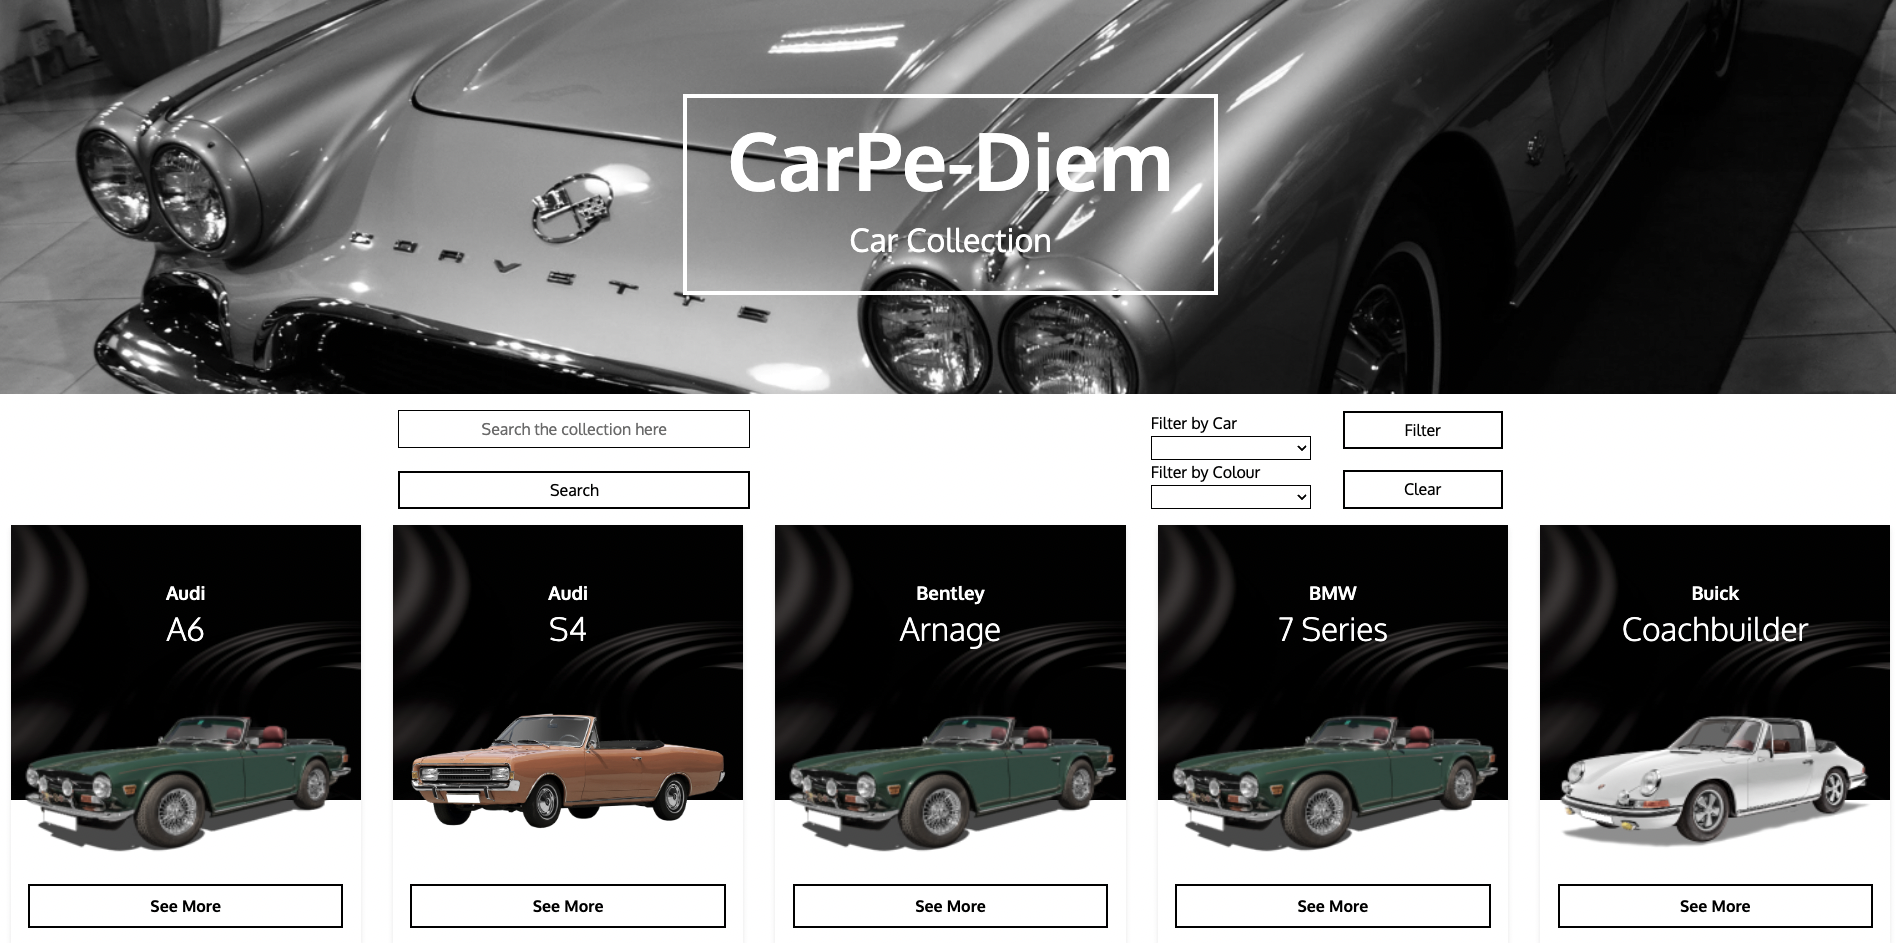 CarPe-Diem
Car Collection
CORVETTE
Search the collection here
Search
Filter by Car
Filter by Colour
Filter
Clear
Audi
A6
See More
Audi
S4
See More
Bentley
Arnage
See More
BMW
7 Series
See More
Buick
Coachbuilder
See More